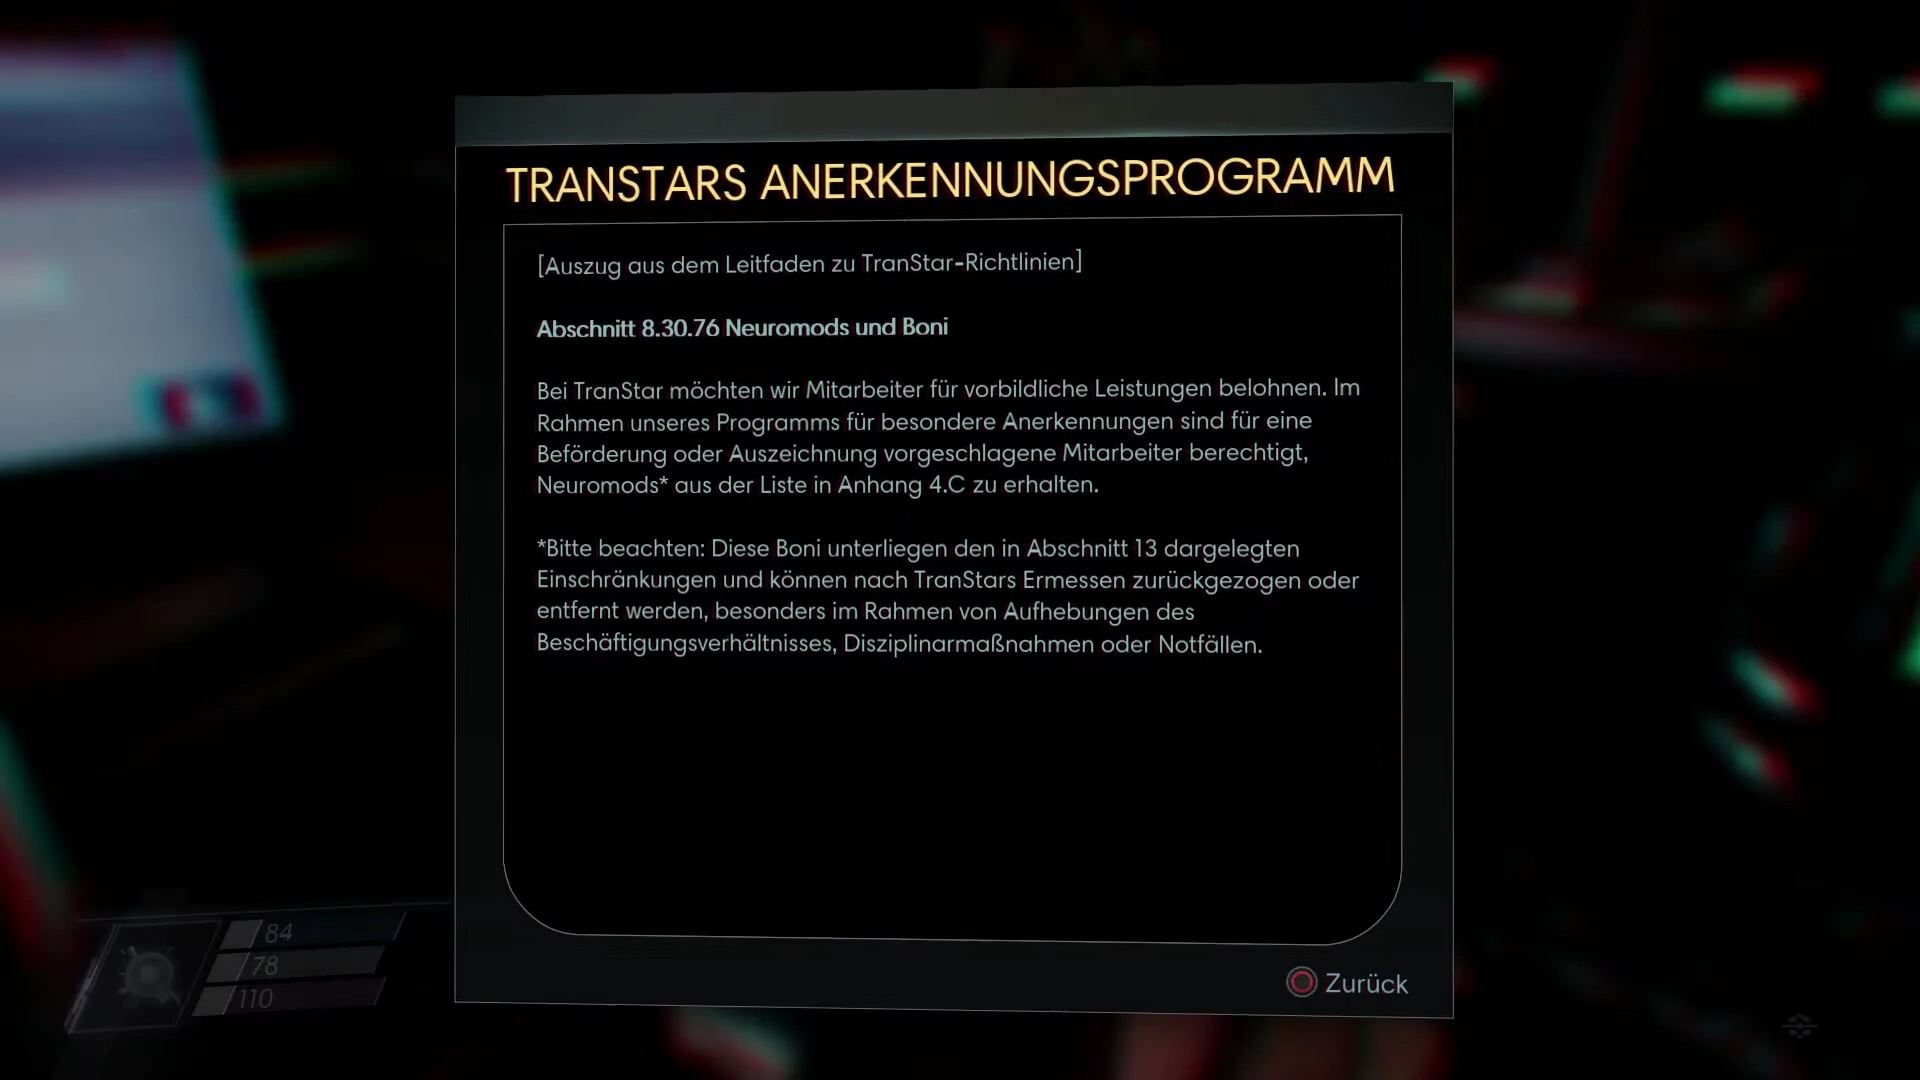 TRANSTARS ANERKENNUNGSPROGRAMM
[Auszug aus dem Leitfaden zu TranStar-Richtlinien]
Abschnitt 8.30.76 Neuromods und Boni
Bei TranStar möchten wir Mitarbeiter für vorbildliche Leistungen belohnen. Im
Rahmen unseres Programms für besondere Anerkennungen sind für eine
Beförderung oder Auszeichnung vorgeschlagene Mitarbeiter berechtigt,
Neuromods* aus der Liste in Anhang 4.C zu erhalten.
*Bitte beachten: Diese Boni unterliegen den in Abschnitt 13 dargelegten
Einschränkungen und können nach TranStars Ermessen zurückgezogen oder
entfernt werden, besonders im Rahmen von Aufhebungen des
Beschäftigungsverhältnisses, Disziplinarmaßnahmen oder Notfällen.
84
78
110
Zurück